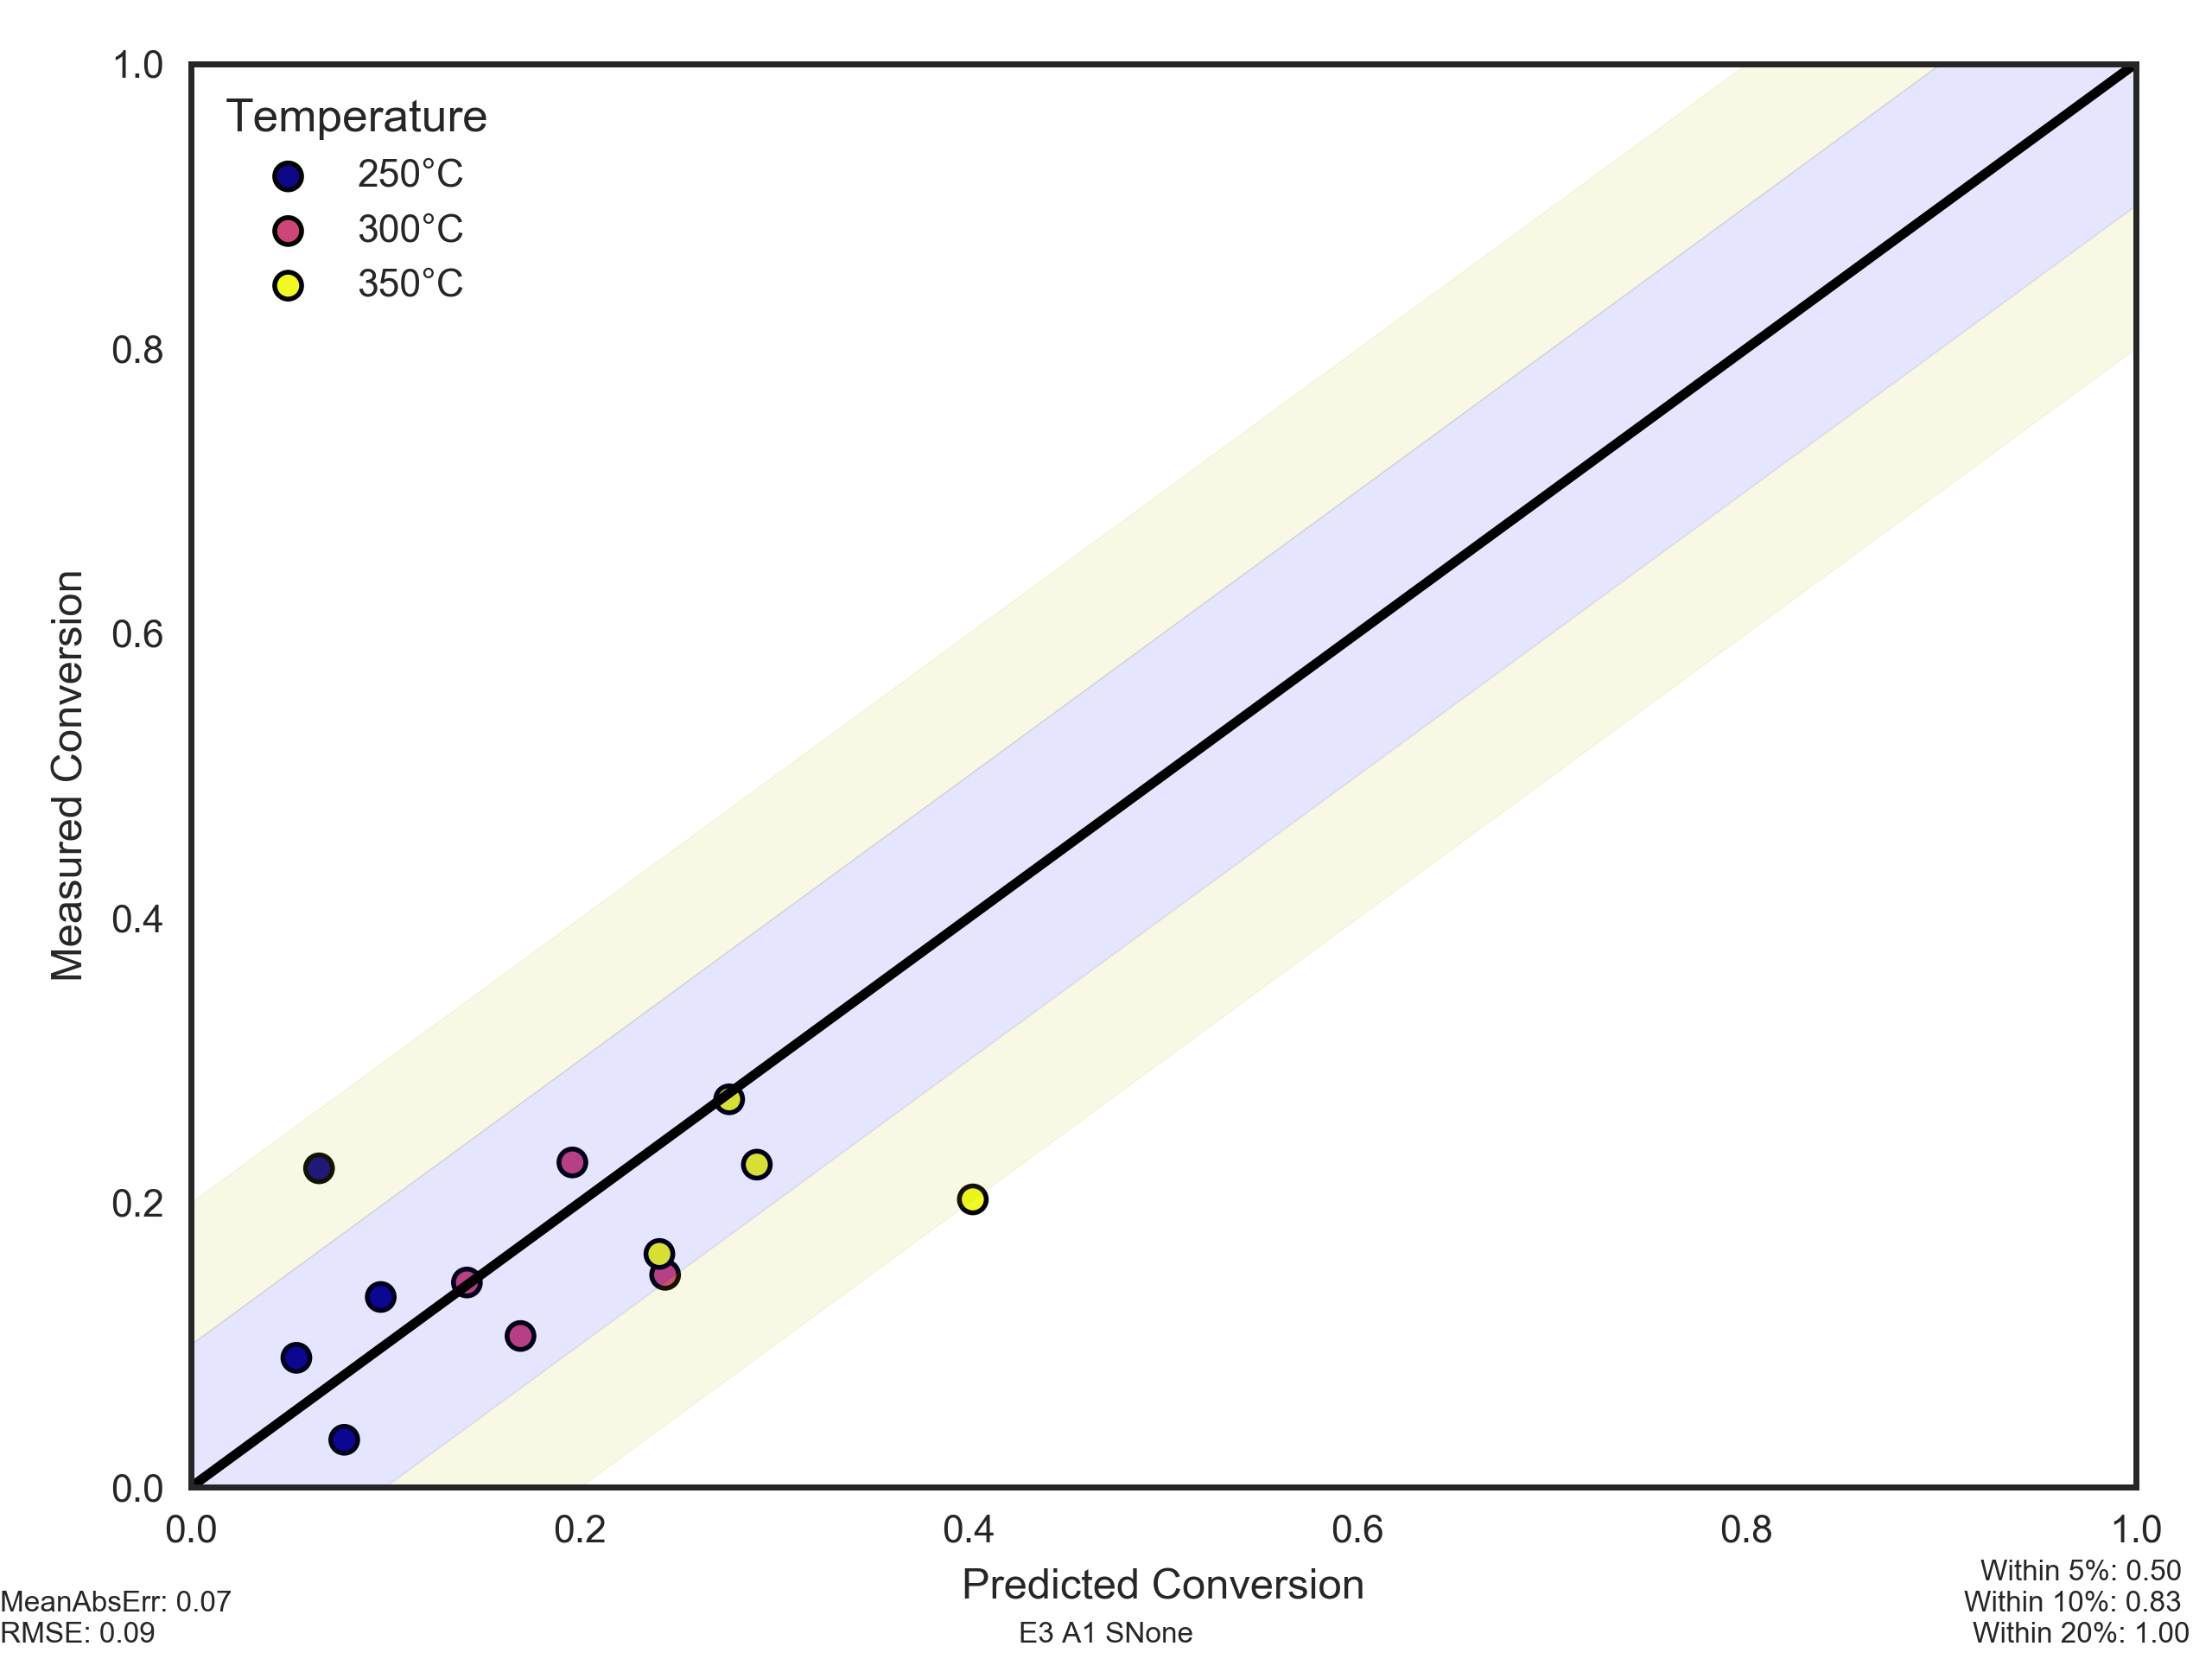 1.0
Temperature
250°C
300°C
350°C
0.8
0.6
0.4
0.2
0.0
Measured Conversion
0.0 0.2 0.4 0.6 0.8 1.0
Predicted Conversion
E3 A1 SNone
MeanAbsErr: 0.07
RMSE: 0.09
Within 5%: 0.50
Within 10%: 0.83
Within 20%: 1.00